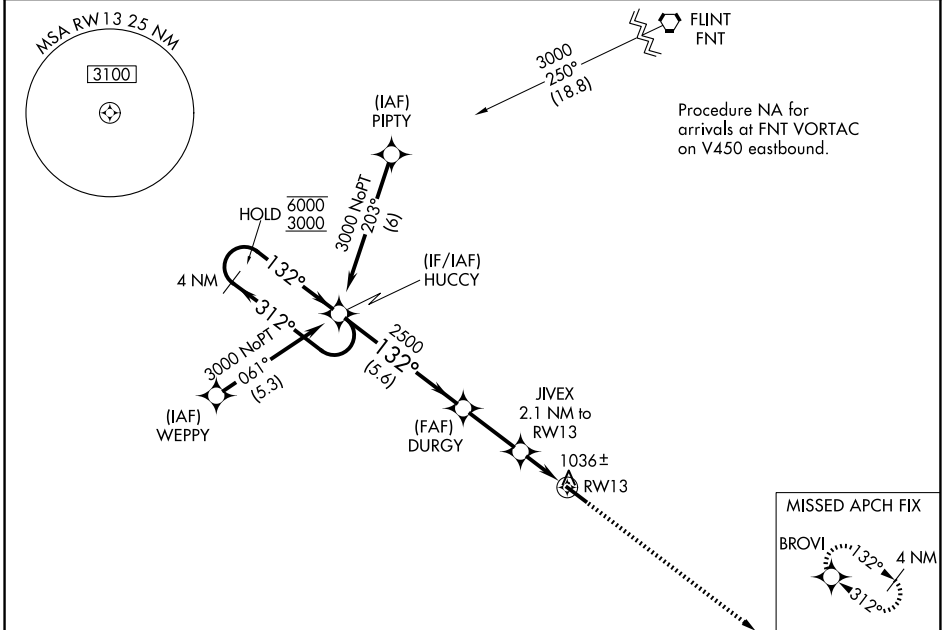 MSA RW13 25 NM
3100
FLINT
FNT
3000
250°
(18.8)
Procedure NA for
arrivals at FNT VORTAC
on V450 eastbound.
(IAF)
PIPTY
3000 NoPT
203°
(6)
HOLD
6000
3000
4 NM
132°
312°
(IF/IAF)
HUCCY
3000 NoPT
061°
(5.3)
(IAF)
WEPPY
2500
132°
(5.6)
(FAF)
DURGY
JIVEX
2.1 NM to
RW13
1036±
RW13
MISSED APCH FIX
BROVI
132°
4 NM
312°